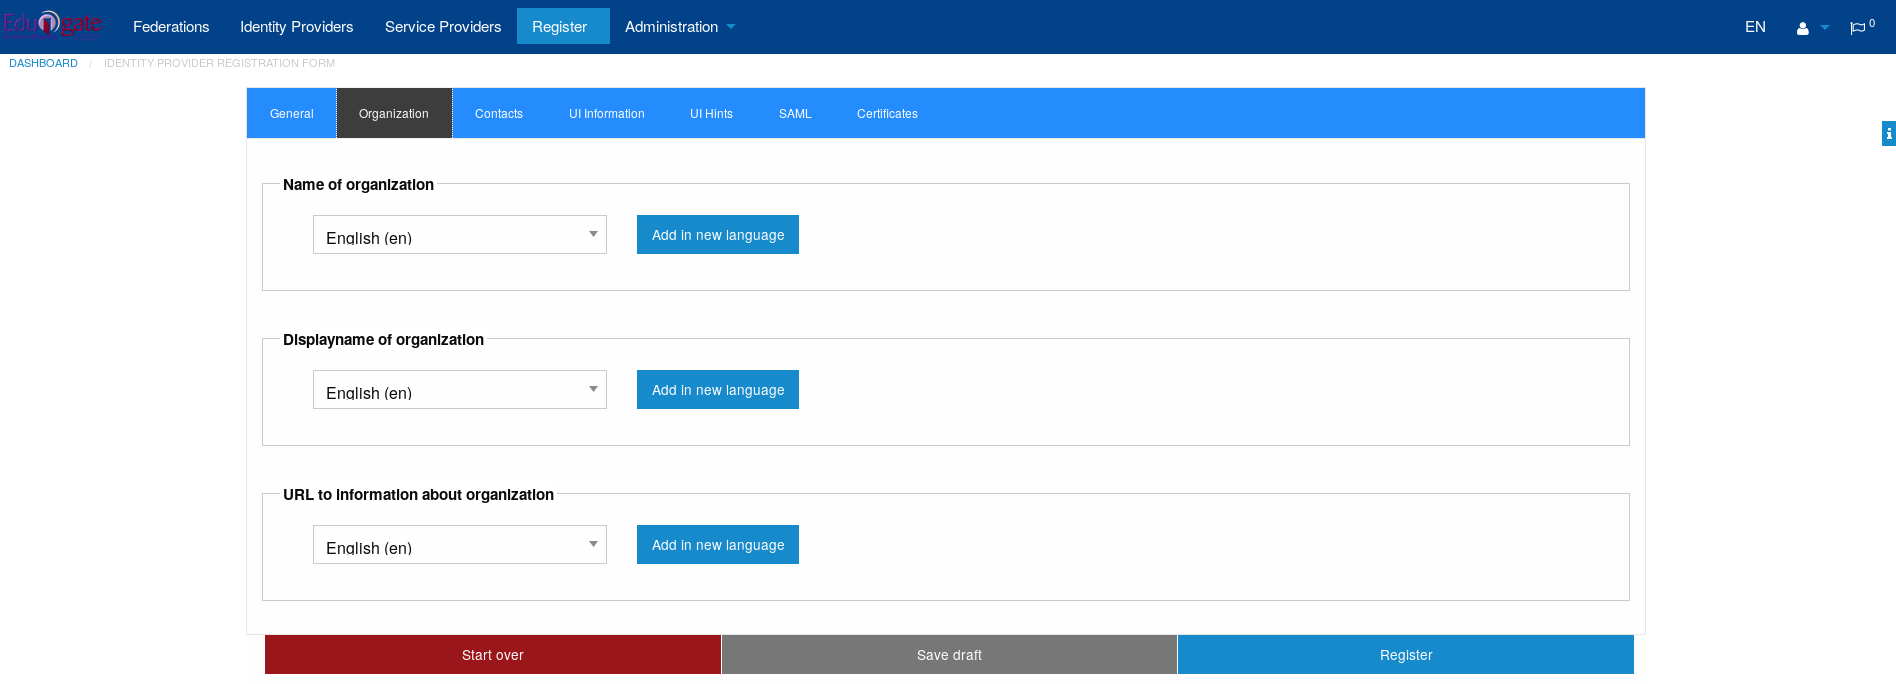 Edugate Federations Identity Providers Service Providers Register Administration EN 0
DASHBOARD / IDENTITY PROVIDER REGISTRATION FORM
General Organization Contacts UI Information UI Hints SAML Certificates
Name of organization
English (en) Add in new language
Displayname of organization
English (en) Add in new language
URL to information about organization
English (en) Add in new language
Start over Save draft Register